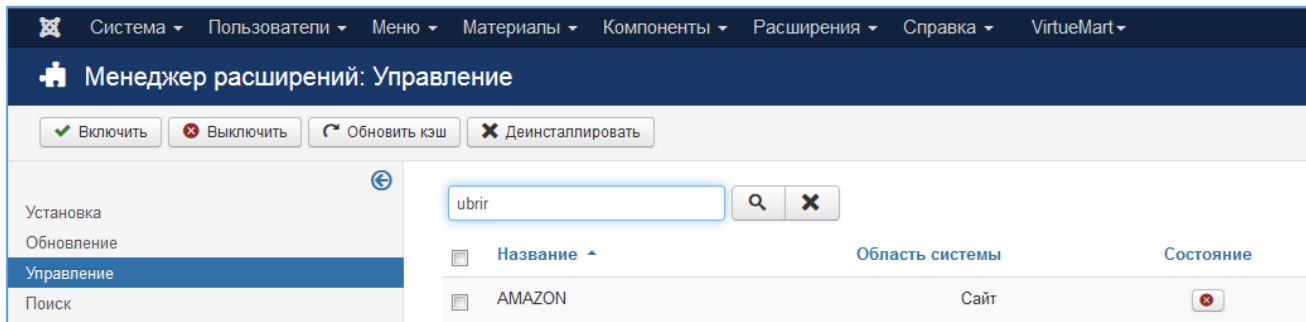 Система Пользователи Меню Материалы Компоненты Расширения Справка VirtueMart
Менеджер расширений: Управление
Включить Выключить Обновить кэш Деинсталлировать
ubrir
Установка
Обновление
Название Область системы Состояние
Управление
Поиск
AMAZON Сайт